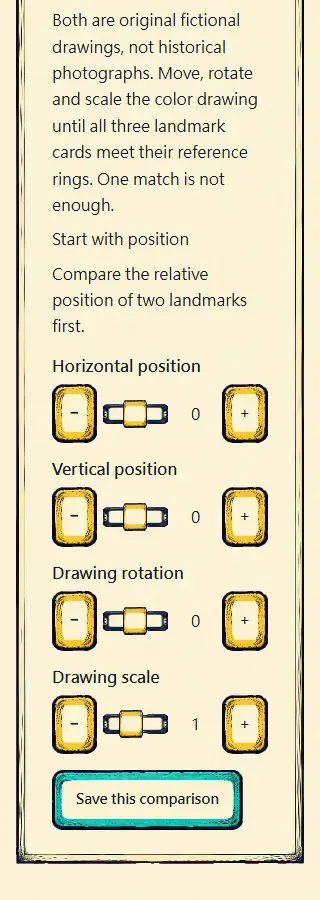 Both are original fictional
drawings, not historical
photographs. Move, rotate
and scale the color drawing
until all three landmark
cards meet their reference
rings. One match is not
enough.
Start with position
Compare the relative
position of two landmarks
first.
Horizontal position
- 0 +
Vertical position
- 0 +
Drawing rotation
- 0 +
Drawing scale
- 1 +
Save this comparison